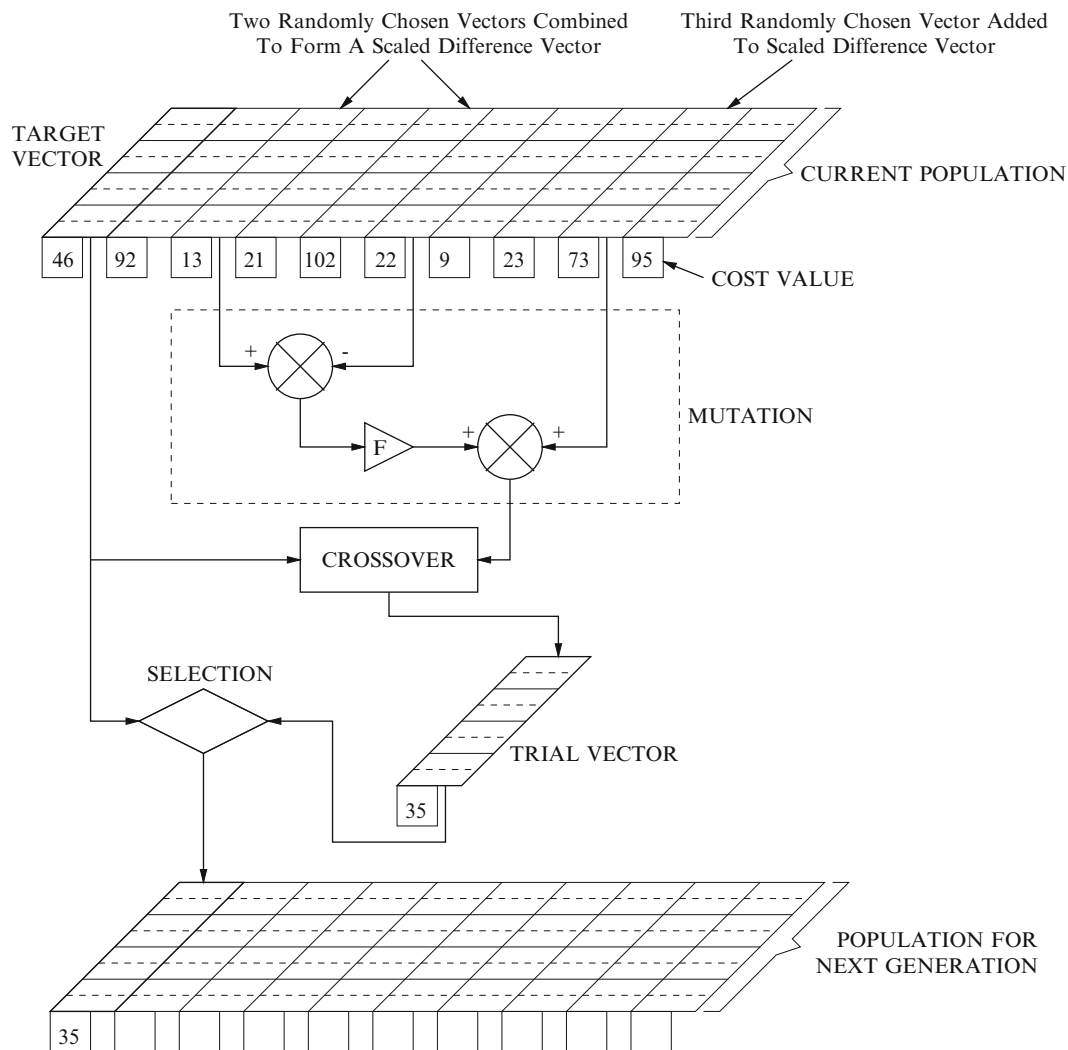 Two Randomly Chosen Vectors Combined
To Form A Scaled Difference Vector
Third Randomly Chosen Vector Added
To Scaled Difference Vector
TARGET
VECTOR
CURRENT POPULATION
46 92 13 21 102 22 9 23 73 95
COST VALUE
+ -
MUTATION
F + +
CROSSOVER
SELECTION
TRIAL VECTOR
35
POPULATION FOR
NEXT GENERATION
35